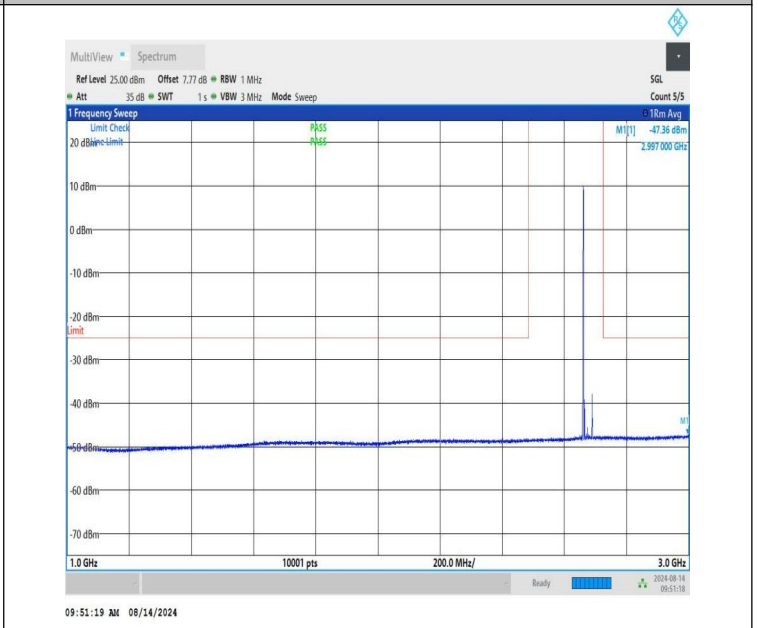 R S
MultiView Spectrum
Ref Level 25.00 dBm Offset 7.77 dB RBW 1 MHz SGL
Att 35 dB SWT 1 s VBW 3 MHz Mode Sweep Count 5/5
1 Frequency Sweep 1Rm Avg
Limit Check PASS M1[1] -47.36 dBm
20 dBm Line Limit PASS 2.997 000 GHz
10 dBm
0 dBm
-10 dBm
-20 dBm
Limit
-30 dBm
-40 dBm
M1
-50 dBm
-60 dBm
-70 dBm
1.0 GHz 10001 pts 200.0 MHz/ 3.0 GHz
Ready 2024-08-14
09:51:18
09:51:19 AM 08/14/2024